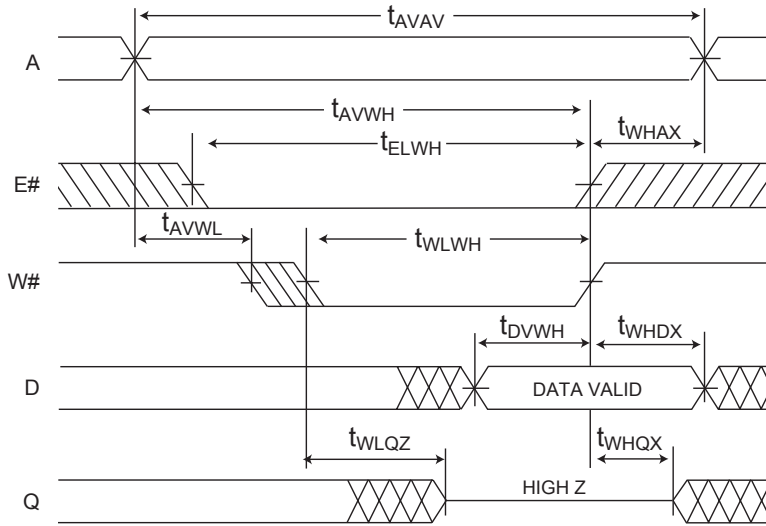 tAVAV
A
tAVWH
tELWH
tWHAX
E#
tAVWL
tWLWH
W#
tDVWH
tWHDX
D
DATA VALID
tWLQZ
tWHQX
Q
HIGH Z